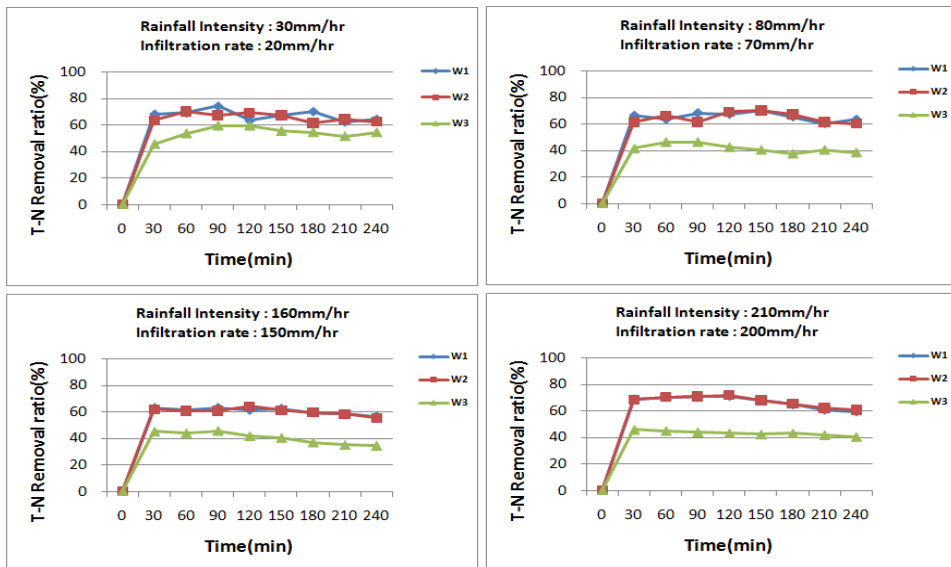 Rainfall Intensity : 30mm/hr
Infiltration rate : 20mm/hr
T-N Removal ratio(%)
100
80
60
40
20
0
0 30 60 90 120 150 180 210 240
Time(min)
W1
W2
W3
Rainfall Intensity : 80mm/hr
Infiltration rate : 70mm/hr
T-N Removal ratio(%)
100
80
60
40
20
0
0 30 60 90 120 150 180 210 240
Time(min)
W1
W2
W3
Rainfall Intensity : 160mm/hr
Infiltration rate : 150mm/hr
T-N Removal ratio(%)
100
80
60
40
20
0
0 30 60 90 120 150 180 210 240
Time(min)
W1
W2
W3
Rainfall Intensity : 210mm/hr
Infiltration rate : 200mm/hr
T-N Removal ratio(%)
100
80
60
40
20
0
0 30 60 90 120 150 180 210 240
Time(min)
W1
W2
W3